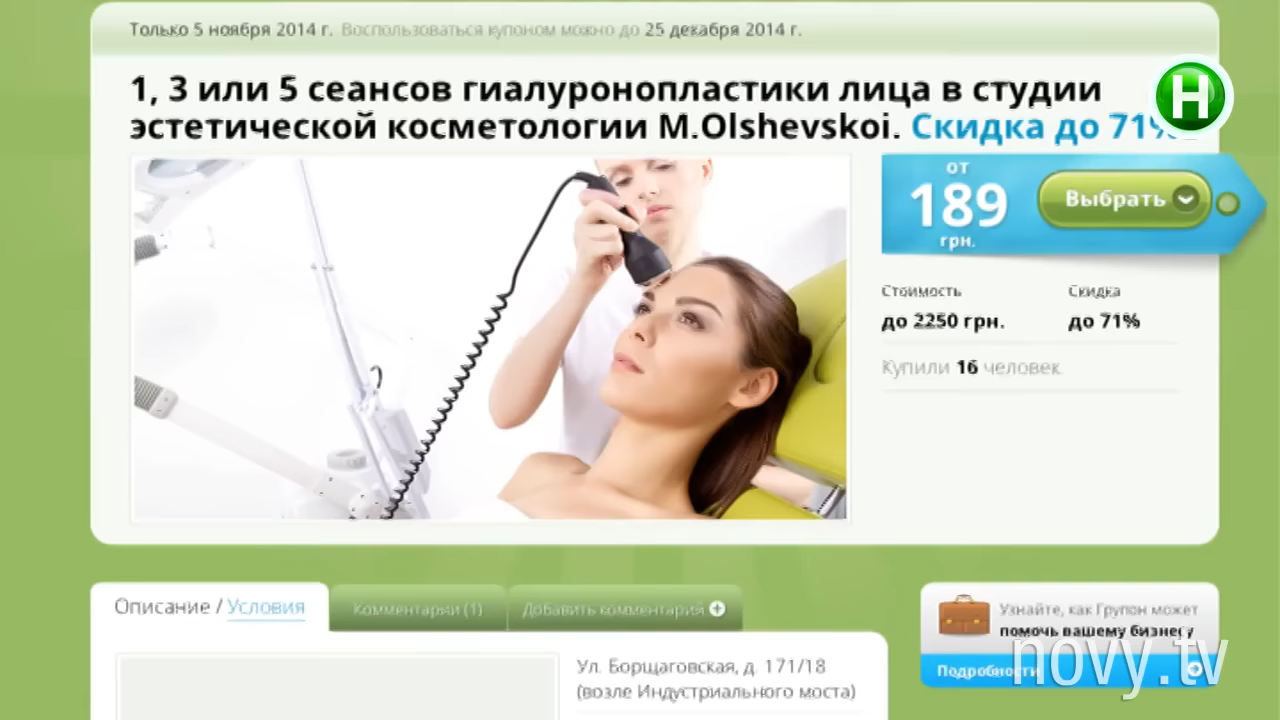 Только 5 ноября 2014 г. Воспользоваться купоном можно до 25 декабря 2014 г.
1, 3 или 5 сеансов гиалуронопластики лица в студии
эстетической косметологии M.Olshevskoi. Скидка до 71%
Н
от
189
грн.
Выбрать
Стоимость
Скидка
до 2250 грн.
до 71%
Купили 16 человек
Описание / Условия
Комментарии (1)
Добавить комментарий
Узнайте, как Групон может
помочь вашему бизнесу
Подробности
novy.tv
Ул. Борщаговская, д. 171/18
(возле Индустриального моста)